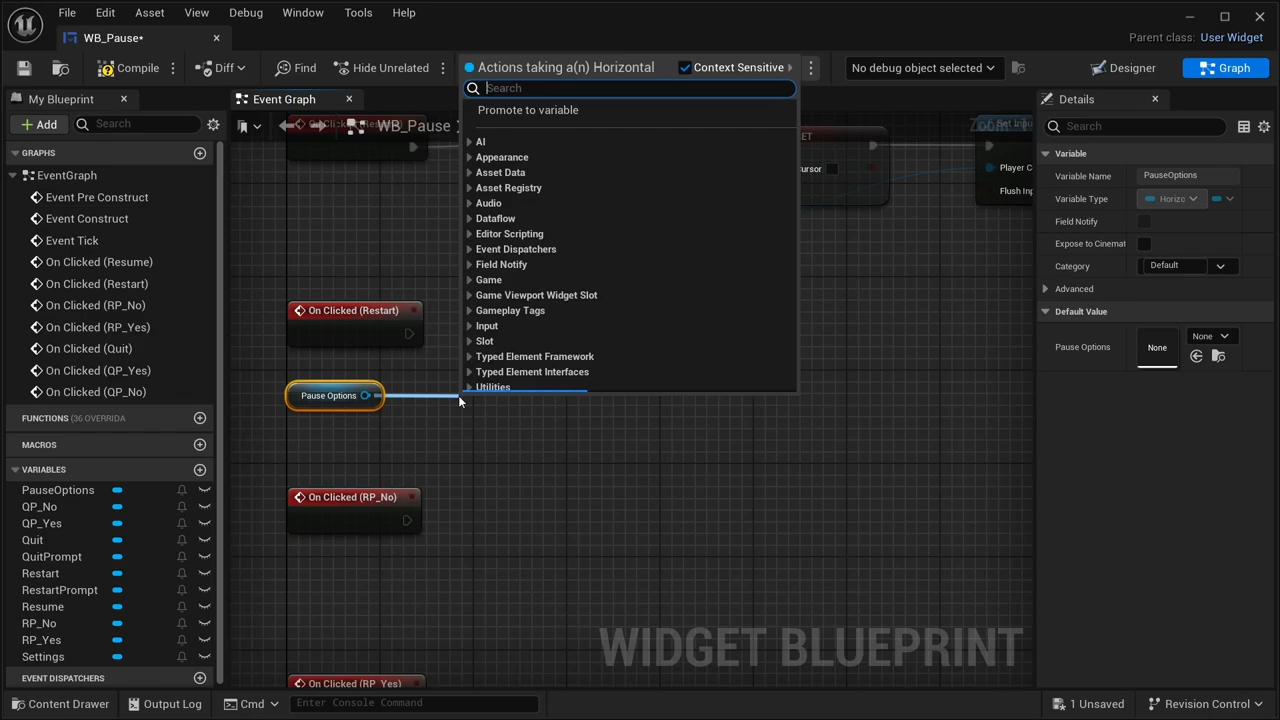 File Edit Asset View Debug Window Tools Help
WB_Pause*
Parent class: User Widget
Compile Diff Find Hide Unrelated
No debug object selected
Designer Graph
My Blueprint
Add Search
GRAPHS
EventGraph
Event Pre Construct
Event Construct
Event Tick
On Clicked (Resume)
On Clicked (Restart)
On Clicked (RP_No)
On Clicked (RP_Yes)
On Clicked (Quit)
On Clicked (QP_Yes)
On Clicked (QP_No)
FUNCTIONS (36 OVERRIDA
MACROS
VARIABLES
PauseOptions
QP_No
QP_Yes
Quit
QuitPrompt
Restart
RestartPrompt
Resume
RP_No
RP_Yes
Settings
EVENT DISPATCHERS
Event Graph
WB_Pause
On Clicked (Restart)
Pause Options
On Clicked (RP_No)
On Clicked (RP_Yes)
Actions taking a(n) Horizontal
Context Sensitive
Search
Promote to variable
AI
Appearance
Asset Data
Asset Registry
Audio
Dataflow
Editor Scripting
Event Dispatchers
Field Notify
Game
Game Viewport Widget Slot
Gameplay Tags
Input
Slot
Typed Element Framework
Typed Element Interfaces
Utilities
ET
ursor
Set Inpu
Player C
Flush Inp
WIDGET BLUEPRINT
Details
Search
Variable
Variable Name PauseOptions
Variable Type Horizc
Field Notify
Expose to Cinemat
Category Default
Advanced
Default Value
Pause Options None None
Content Drawer Output Log Cmd Enter Console Command
1 Unsaved Revision Control